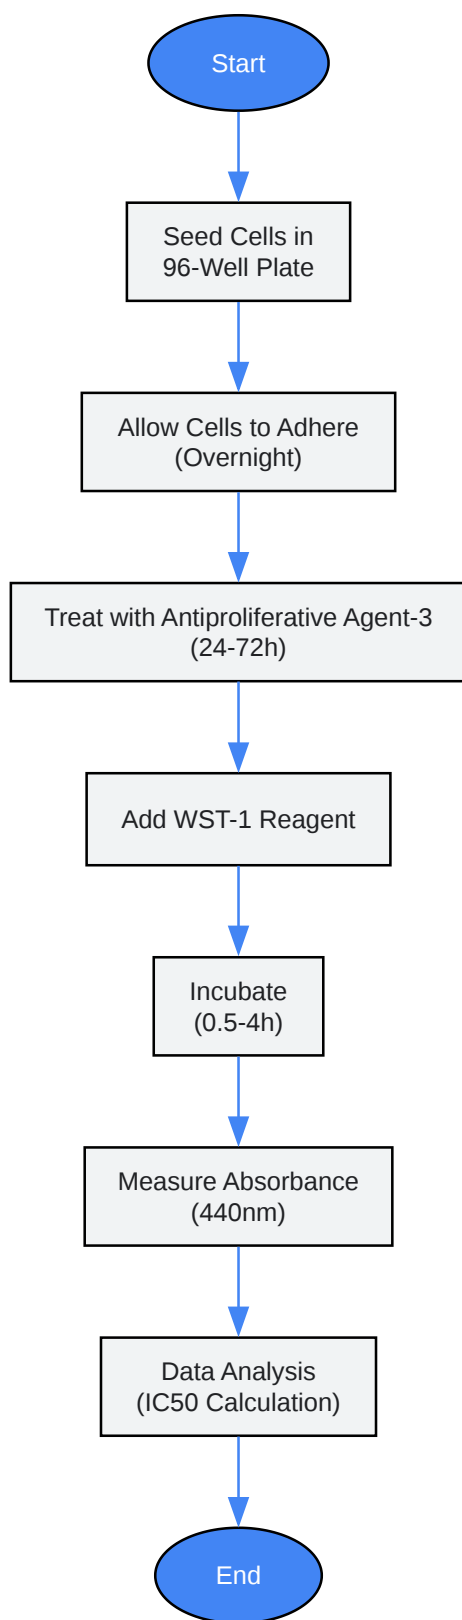 Start
Seed Cells in
96-Well Plate
Allow Cells to Adhere
(Overnight)
Treat with Antiproliferative Agent-3
(24-72h)
Add WST-1 Reagent
Incubate
(0.5-4h)
Measure Absorbance
(440nm)
Data Analysis
(IC50 Calculation)
End